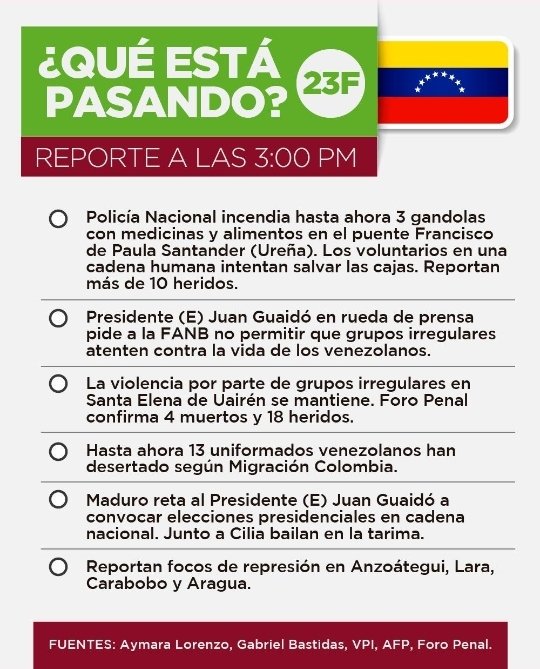 ¿QUÉ ESTÁ
PASANDO?
23F
REPORTE A LAS 3:00 PM
Policía Nacional incendia hasta ahora 3 gandolas
con medicinas y alimentos en el puente Francisco
de Paula Santander (Ureña). Los voluntarios en una
cadena humana intentan salvar las cajas. Reportan
más de 10 heridos.
Presidente (E) Juan Guaidó en rueda de prensa
pide a la FANB no permitir que grupos irregulares
atenten contra la vida de los venezolanos.
La violencia por parte de grupos irregulares en
Santa Elena de Uairén se mantiene. Foro Penal
confirma 4 muertos y 18 heridos.
Hasta ahora 13 uniformados venezolanos han
desertado según Migración Colombia.
Maduro reta al Presidente (E) Juan Guaidó a
convocar elecciones presidenciales en cadena
nacional. Junto a Cilia bailan en la tarima.
Reportan focos de represión en Anzoátegui, Lara,
Carabobo y Aragua.
FUENTES: Aymara Lorenzo, Gabriel Bastidas, VPI, AFP, Foro Penal.